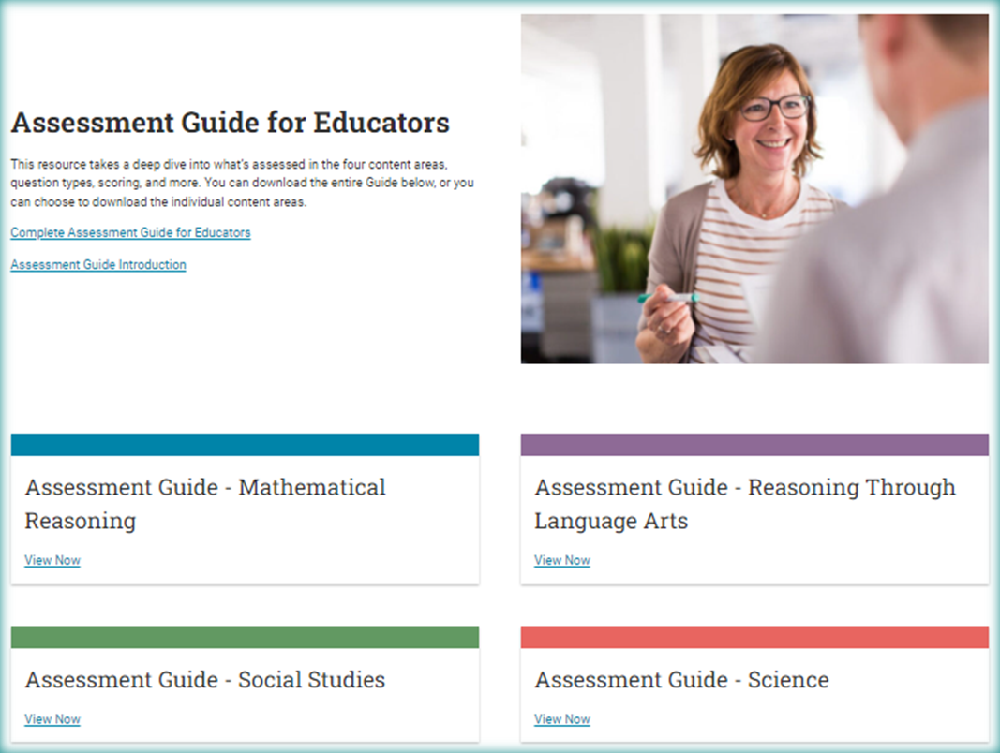 Assessment Guide for Educators
This resource takes a deep dive into what's assessed in the four content areas,
question types, scoring, and more. You can download the entire Guide below, or you
can choose to download the individual content areas.
Complete Assessment Guide for Educators
Assessment Guide Introduction
Assessment Guide - Mathematical
Reasoning
View Now
Assessment Guide - Reasoning Through
Language Arts
View Now
Assessment Guide - Social Studies
View Now
Assessment Guide - Science
View Now